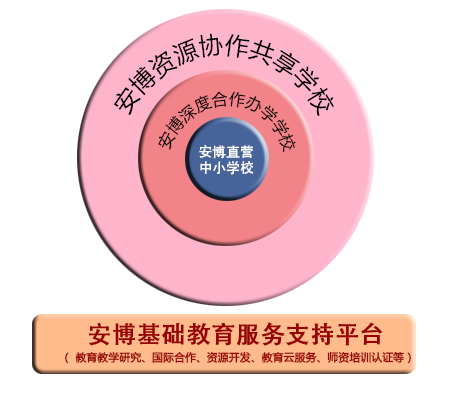 安博资源协作共享学校
安博深度合作办学学校
安博直营
中小学校
安博基础教育服务支持平台
（ 教育教学研究、国际合作、资源开发、教育云服务、师资培训认证等 ）